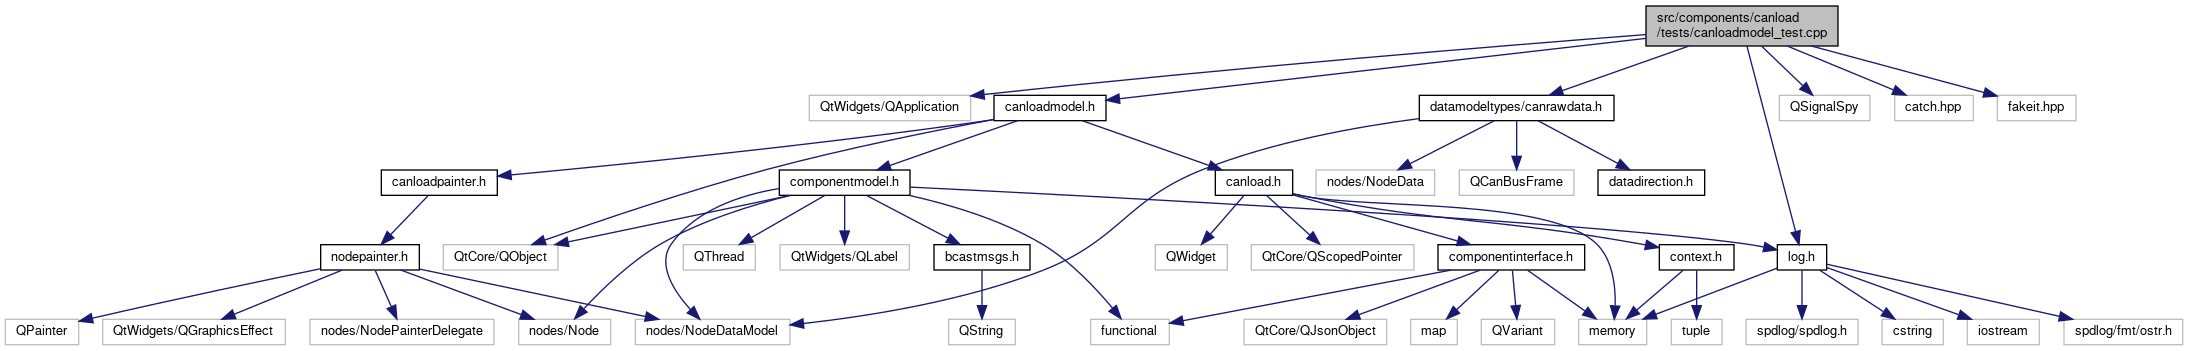 src/components/canload
/tests/canloadmodel_test.cpp
QtWidgets/QApplication
canloadmodel.h
datamodeltypes/canrawdata.h
QSignalSpy
catch.hpp
fakeit.hpp
canloadpainter.h
componentmodel.h
canload.h
nodes/NodeData
QCanBusFrame
datadirection.h
nodepainter.h
QtCore/QObject
QThread
QtWidgets/QLabel
bcastmsgs.h
QWidget
QtCore/QScopedPointer
componentinterface.h
context.h
log.h
QPainter
QtWidgets/QGraphicsEffect
nodes/NodePainterDelegate
nodes/Node
nodes/NodeDataModel
QString
functional
QtCore/QJsonObject
map
QVariant
memory
tuple
spdlog/spdlog.h
cstring
iostream
spdlog/fmt/ostr.h